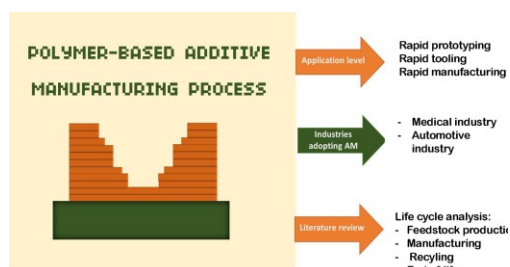 POLYMER-BASED ADDITIVE
MANUFACTURING PROCESS
Application level
Rapid prototyping
Rapid tooling
Rapid manufacturing
Industries
adopting AM
- Medical industry
- Automotive
industry
Literature review
Life cycle analysis:
- Feedstock productio
- Manufacturing
- Recyling